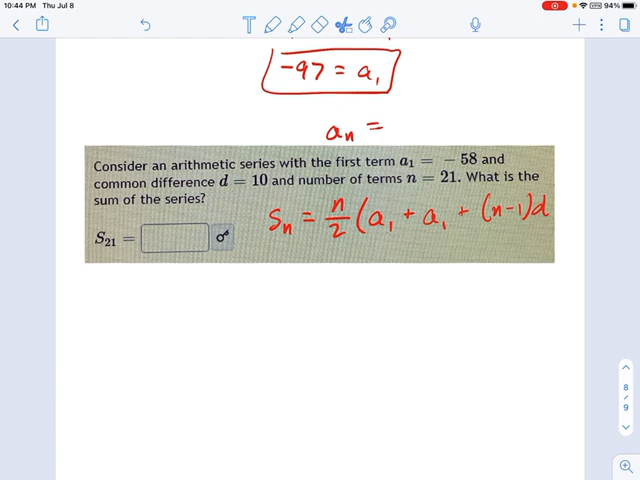 10:44 PM Thu Jul 8
VPN 94%
-97 = a₁
aₙ =
Consider an arithmetic series with the first term a₁ = − 58 and
common difference d = 10 and number of terms n = 21. What is the
sum of the series?
Sₙ = n/2 (a₁ + a₁ + (n-1)d
S₂₁ =
8
/
9